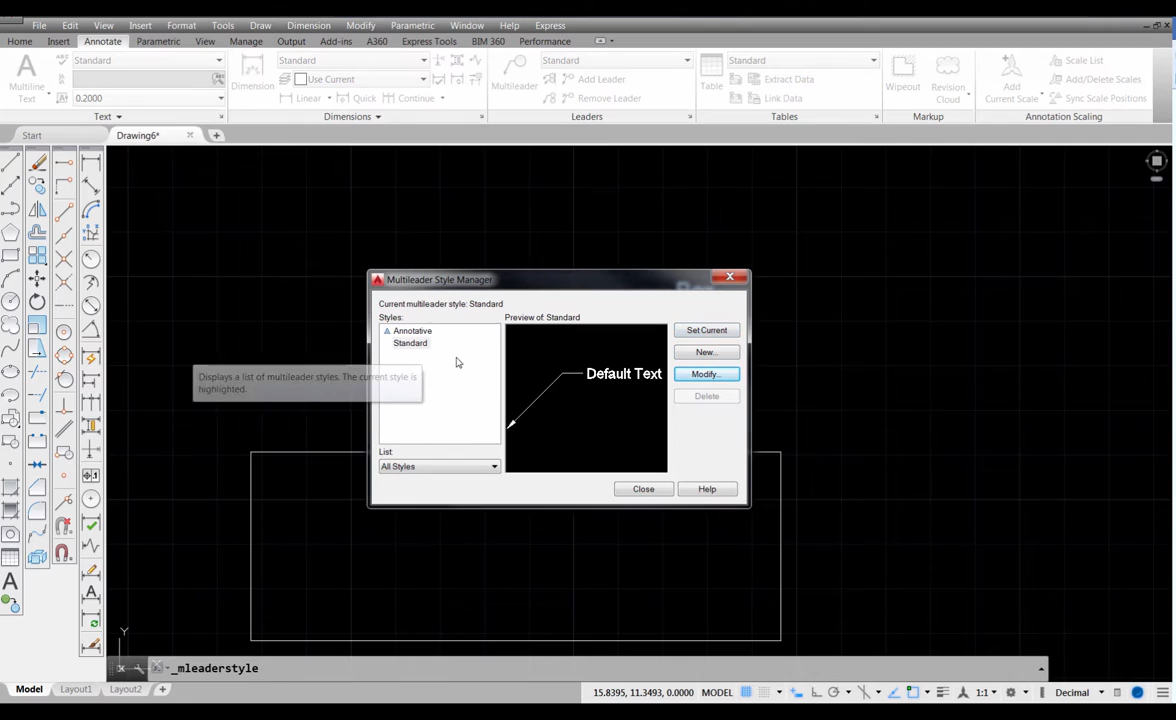 File Edit View Insert Format Tools Draw Dimension Modify Parametric Window Help Express
Home Insert Annotate Parametric View Manage Output Add-ins A360 Express Tools BIM 360 Performance
Standard Standard Standard Standard Scale List
Use Current Add Leader Extract Data Add/Delete Scales
Multiline Text Dimension Multileader Table Wipeout Revision Cloud Add Current Scale
0.2000 Linear Quick Continue Remove Leader Link Data Sync Scale Positions
Text Dimensions Leaders Tables Markup Annotation Scaling
Start Drawing6*
Multileader Style Manager
Current multileader style: Standard
Styles: Preview of: Standard
Annotative
Standard
Default Text
Set Current
New...
Modify...
Delete
Displays a list of multileader styles. The current style is
highlighted.
List:
All Styles
Close Help
Y
_mleaderstyle
Model Layout1 Layout2
15.8395, 11.3493, 0.0000 MODEL 1:1 Decimal